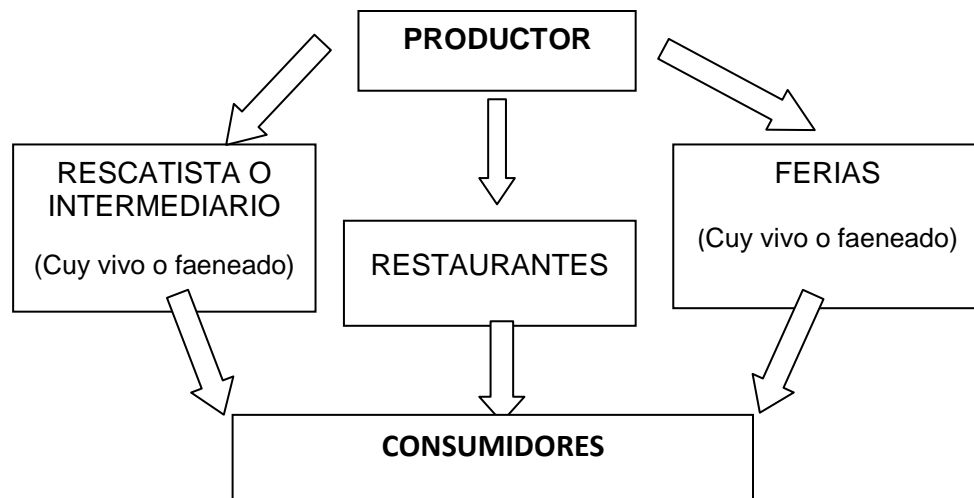 PRODUCTOR
RESCATISTA O
INTERMEDIARIO
(Cuy vivo o faeneado)
RESTAURANTES
FERIAS
(Cuy vivo o faeneado)
CONSUMIDORES